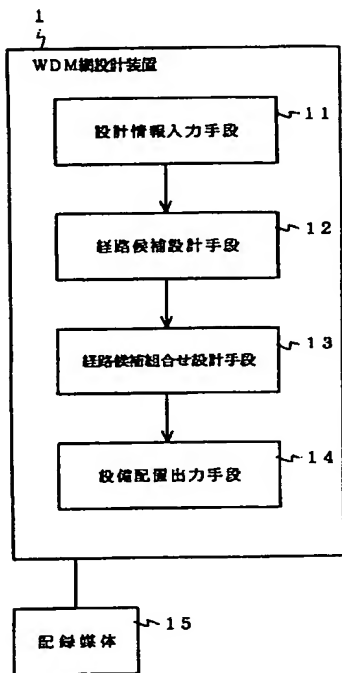 1
WDM網設計装置
11
設計情報入力手段
12
経路候補設計手段
13
経路候補組合せ設計手段
14
設備配置出力手段
15
記録媒体